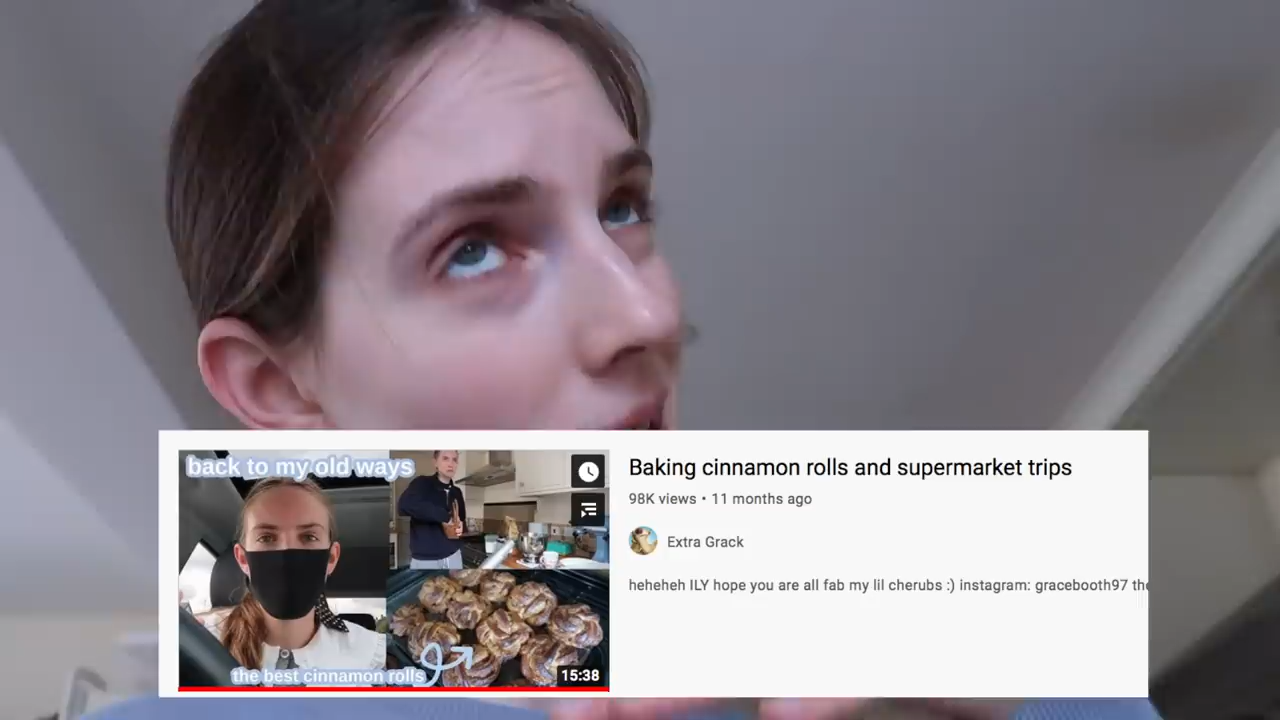 back to my old ways
the best cinnamon rolls
15:38
Baking cinnamon rolls and supermarket trips
98K views • 11 months ago
Extra Grack
heheheh ILY hope you are all fab my lil cherubs :) instagram: gracebooth97